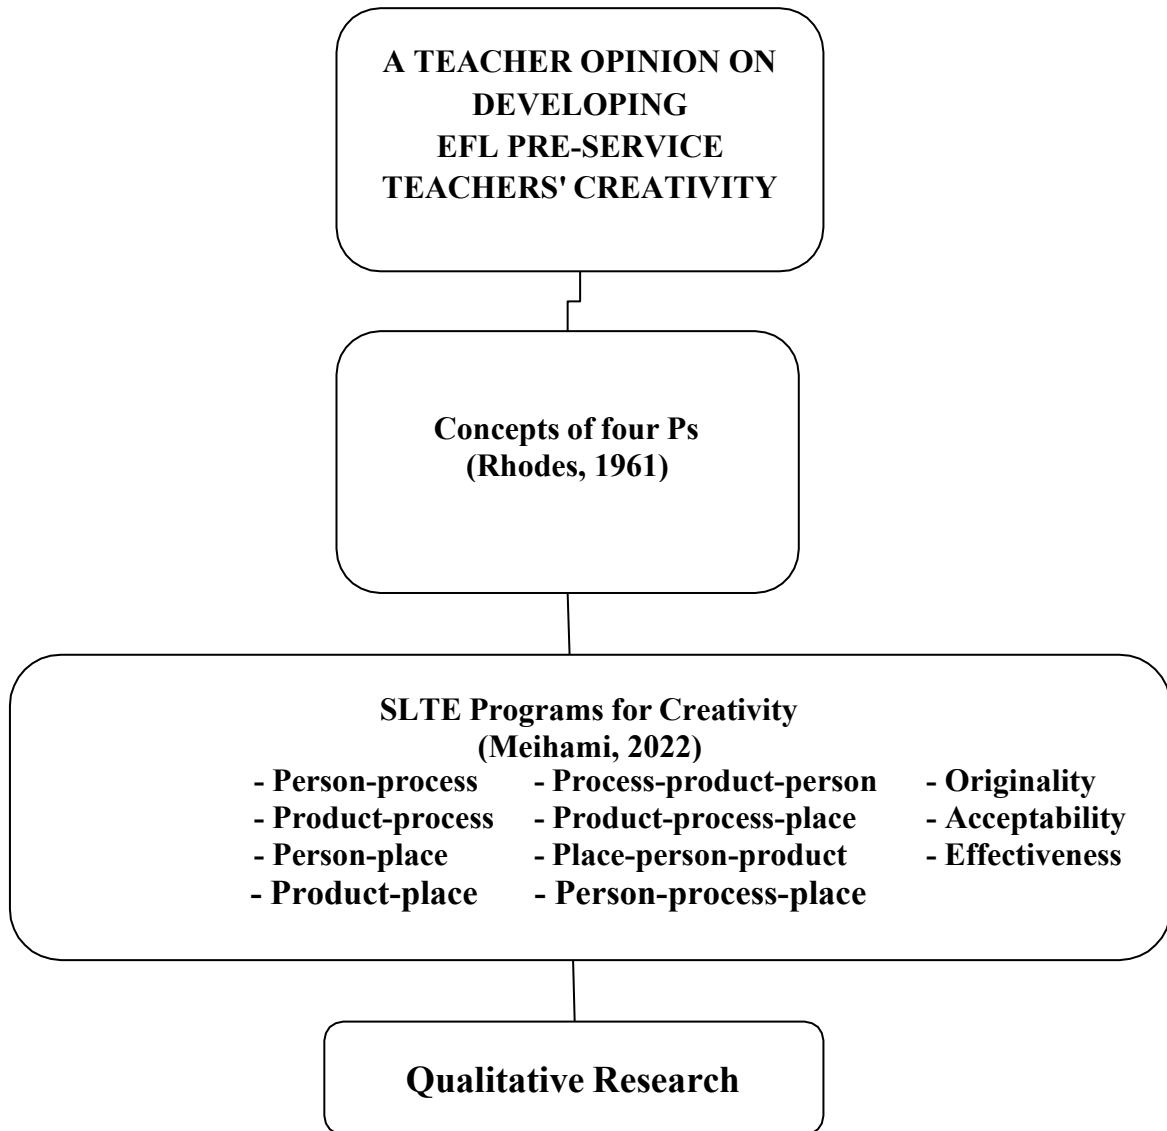 A TEACHER OPINION ON
DEVELOPING
EFL PRE-SERVICE
TEACHERS' CREATIVITY
Concepts of four Ps
(Rhodes, 1961)
SLTE Programs for Creativity
(Meihami, 2022)
- Person-process - Process-product-person - Originality
- Product-process - Product-process-place - Acceptability
- Person-place - Place-person-product - Effectiveness
- Product-place - Person-process-place
Qualitative Research